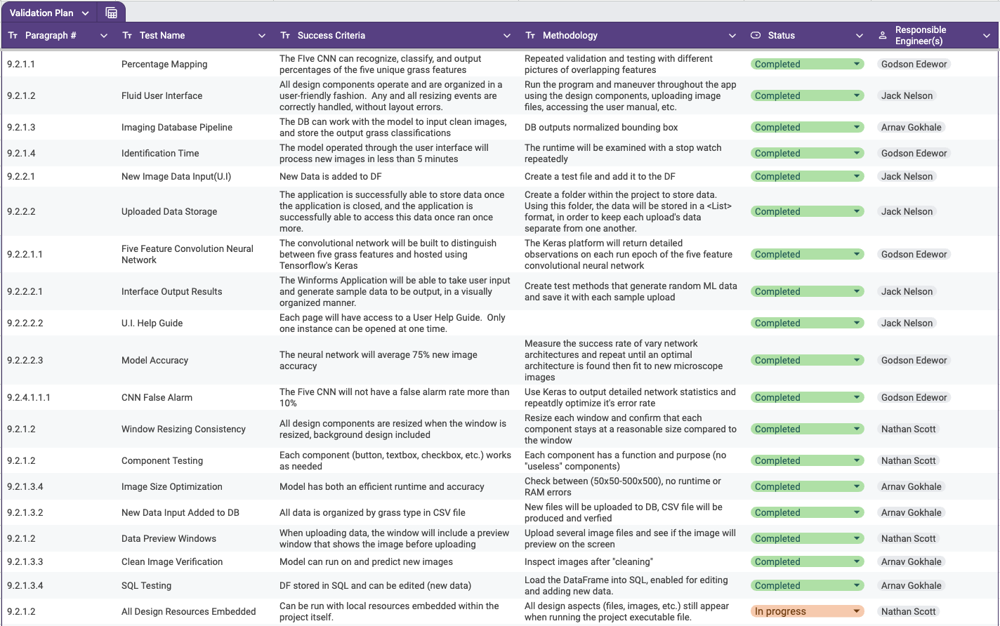 Validation Plan
Paragraph # Test Name Success Criteria Methodology Status Responsible
Engineer(s)
9.2.1.1 Percentage Mapping The FIve CNN can recognize, classify, and output
percentages of the five unique grass features Repeated validation and testing with different
pictures of overlapping features Completed Godson Edewor
9.2.1.2 Fluid User Interface All design components operate and are organized in a
user-friendly fashion.  Any and all resizing events are
correctly handled, without layout errors. Run the program and maneuver throughout the app
using the design components, uploading image
files, accessing the user manual, etc. Completed Jack Nelson
9.2.1.3 Imaging Database Pipeline The DB can work with the model to input clean images,
and store the output grass classifications DB outputs normalized bounding box Completed Arnav Gokhale
9.2.1.4 Identification Time The model operated through the user interface will
process new images in less than 5 minutes The runtime will be examined with a stop watch
repeatedly Completed Godson Edewor
9.2.2.1 New Image Data Input(U.I) New Data is added to DF Create a test file and add it to the DF Completed Jack Nelson
9.2.2.2 Uploaded Data Storage The application is successfully able to store data once
the application is closed, and the application is
successfully able to access this data once ran once
more. Create a folder within the project to store data.
Using this folder, the data will be stored in a <List>
format, in order to keep each upload's data
separate from one another. Completed Jack Nelson
9.2.2.1.1 Five Feature Convolution Neural
Network The convolutional network will be built to distinguish
between five grass features and hosted using
Tensorflow's Keras The Keras platform will return detailed
observations on each run epoch of the five feature
convolutional neural network Completed Godson Edewor
9.2.2.2.1 Interface Output Results The Winforms Application will be able to take user input
and generate sample data to be output, in a visually
organized manner. Create test methods that generate random ML data
and save it with each sample upload Completed Jack Nelson
9.2.2.2.2 U.I. Help Guide Each page will have access to a User Help Guide.  Only
one instance can be opened at one time. Completed Jack Nelson
9.2.2.2.3 Model Accuracy The neural network will average 75% new image
accuracy Measure the success rate of vary network
architectures and repeat until an optimal
architecture is found then fit to new microscope
images Completed Godson Edewor
9.2.4.1.1.1 CNN False Alarm The Five CNN will not have a false alarm rate more than
10% Use Keras to output detailed network statistics and
repeatdly optimize it's error rate Completed Godson Edewor
9.2.1.2 Window Resizing Consistency All design components are resized when the window is
resized, background design included Resize each window and confirm that each
component stays at a reasonable size compared to
the window Completed Nathan Scott
9.2.1.2 Component Testing Each component (button, textbox, checkbox, etc.) works
as needed Each component has a function and purpose (no
"useless" components) Completed Nathan Scott
9.2.1.3.4 Image Size Optimization Model has both an efficient runtime and accuracy Check between (50x50-500x500), no runtime or
RAM errors Completed Arnav Gokhale
9.2.1.3.2 New Data Input Added to DB All data is organized by grass type in CSV file New files will be uploaded to DB, CSV file will be
produced and verfied Completed Arnav Gokhale
9.2.1.2 Data Preview Windows When uploading data, the window will include a preview
window that shows the image before uploading Upload several image files and see if the image will
preview on the screen Completed Nathan Scott
9.2.1.3.3 Clean Image Verification Model can run on and predict new images Inspect images after "cleaning" Completed Arnav Gokhale
9.2.1.3.4 SQL Testing DF stored in SQL and can be edited (new data) Load the DataFrame into SQL, enabled for editing
and adding new data. Completed Arnav Gokhale
9.2.1.2 All Design Resources Embedded Can be run with local resources embedded within the
project itself. All design aspects (files, images, etc.) still appear
when running the project executable file. In progress Nathan Scott